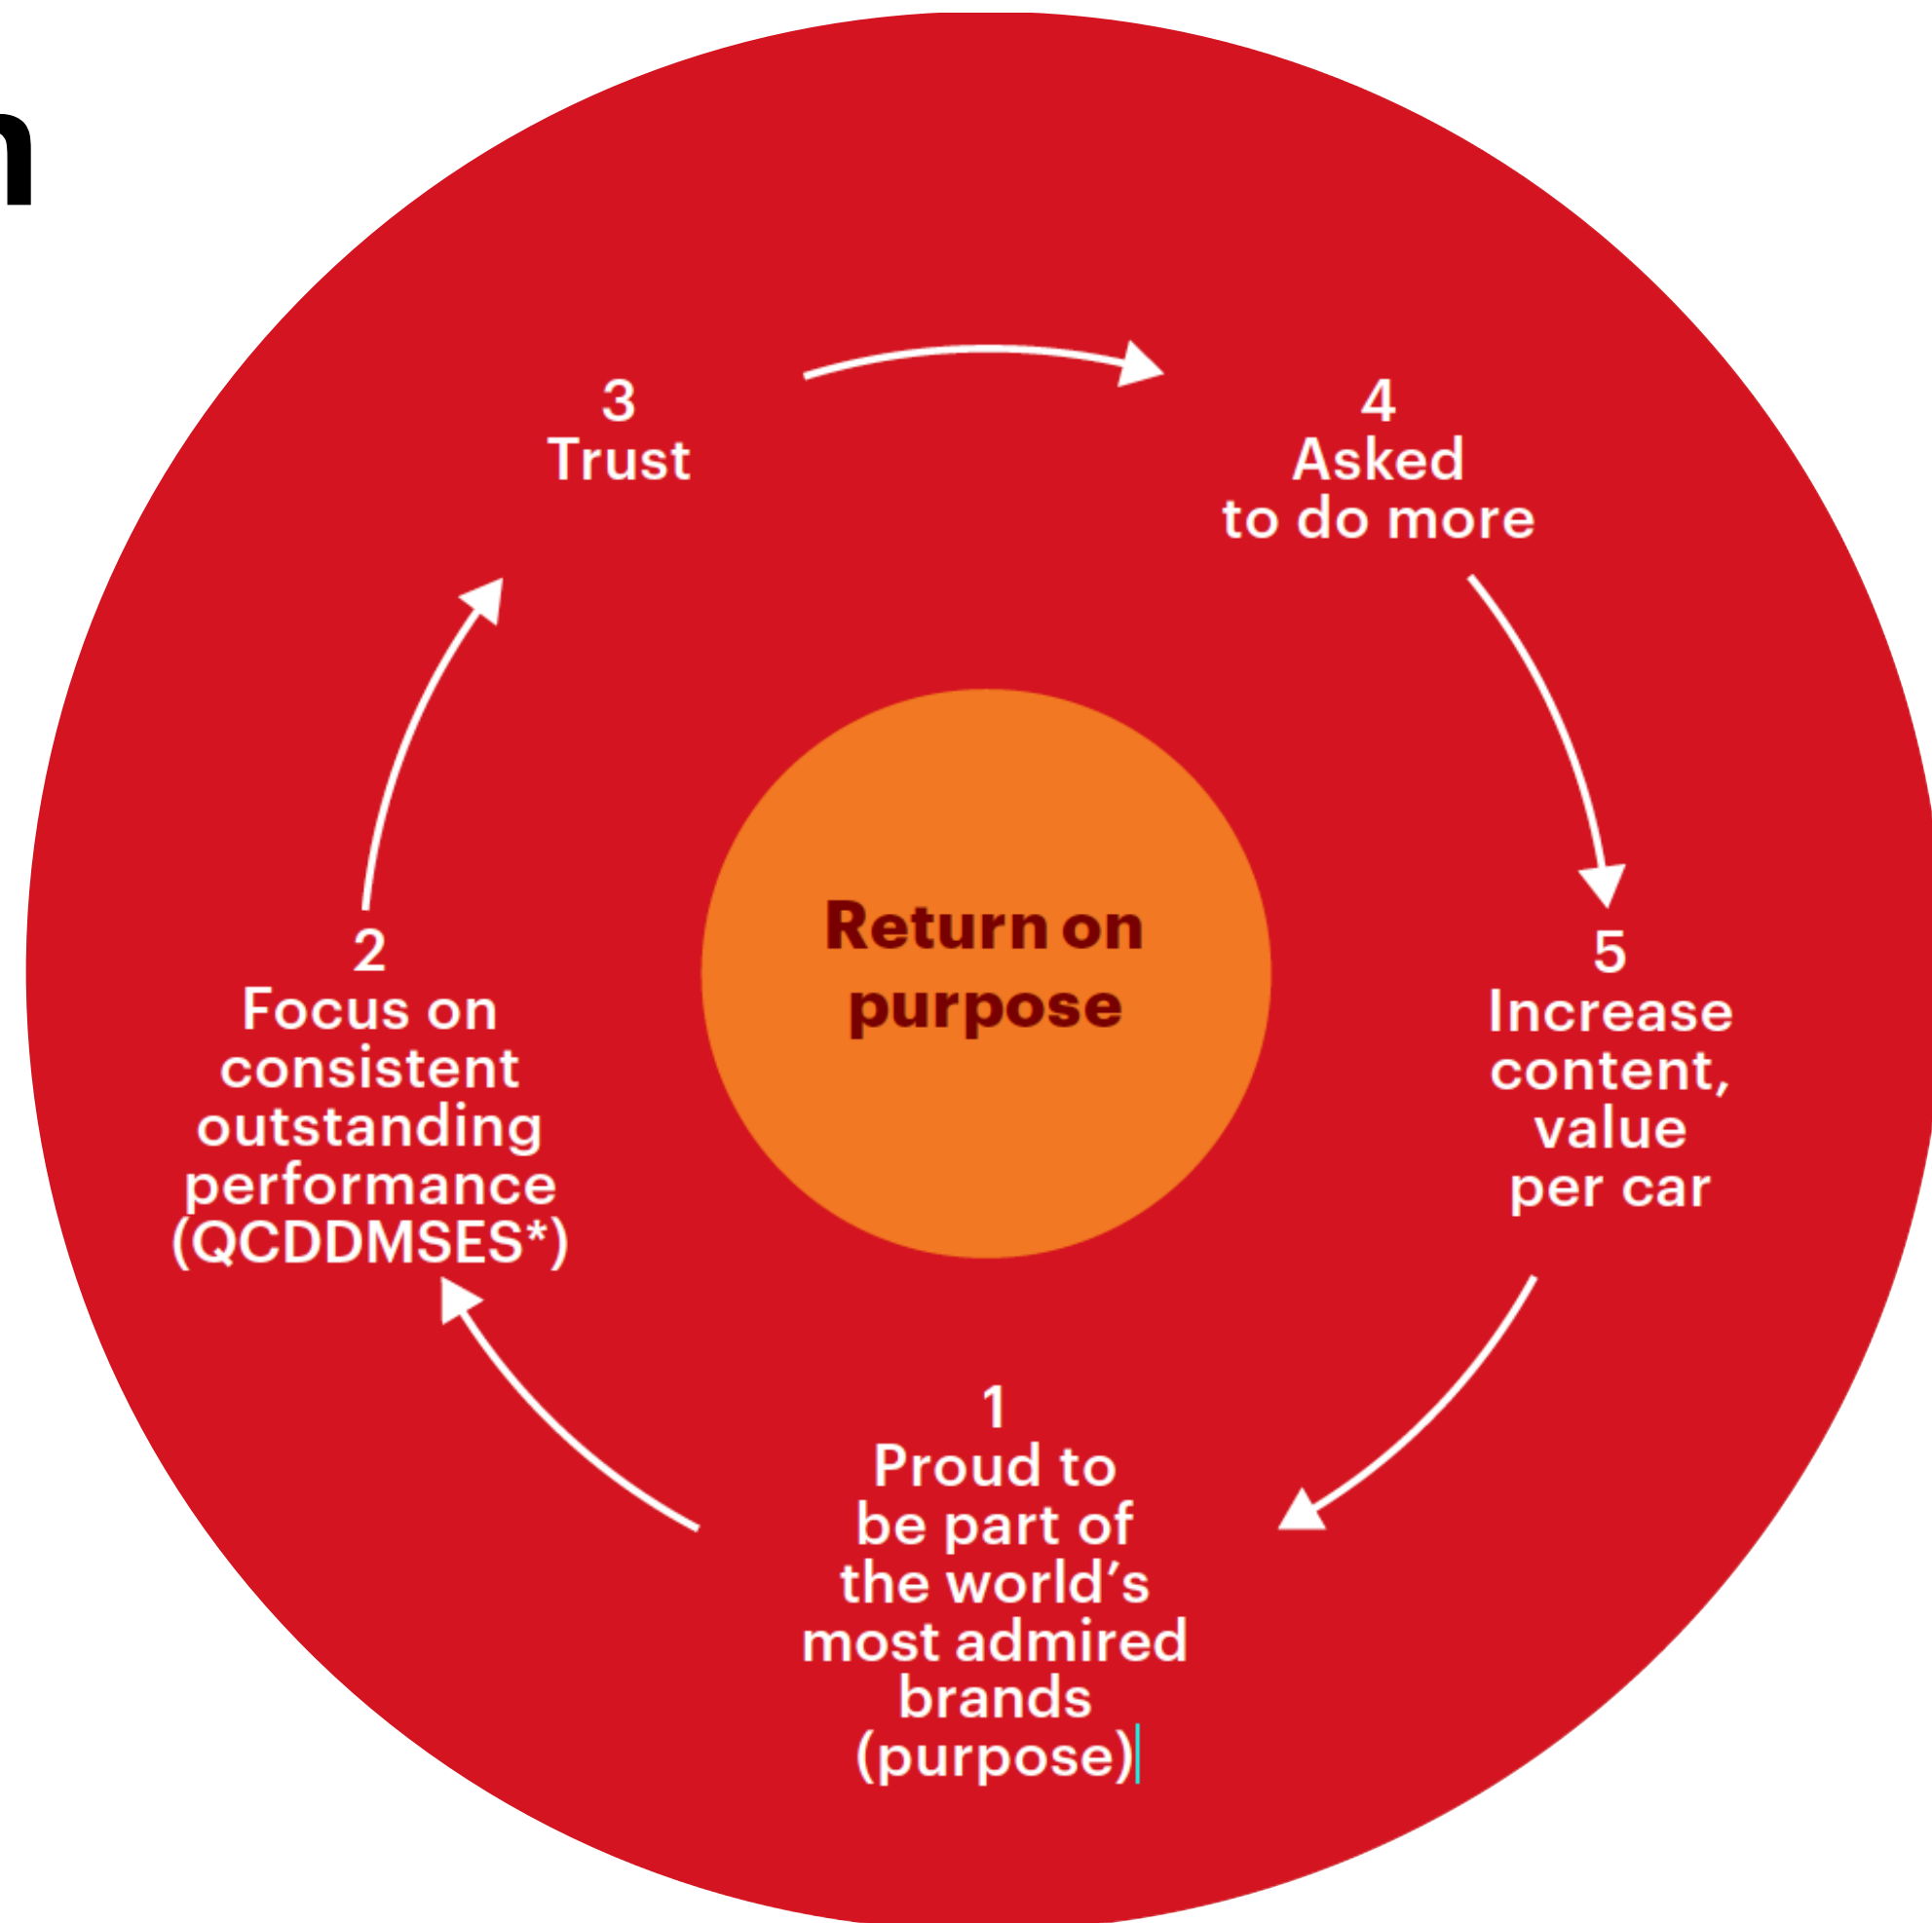 n
3
Trust
4
Asked
to do more
Return on
purpose
2
Focus on
consistent
outstanding
performance
(QCDDMSES*)
5
Increase
content,
value
per car
1
Proud to
be part of
the world’s
most admired
brands
(purpose)